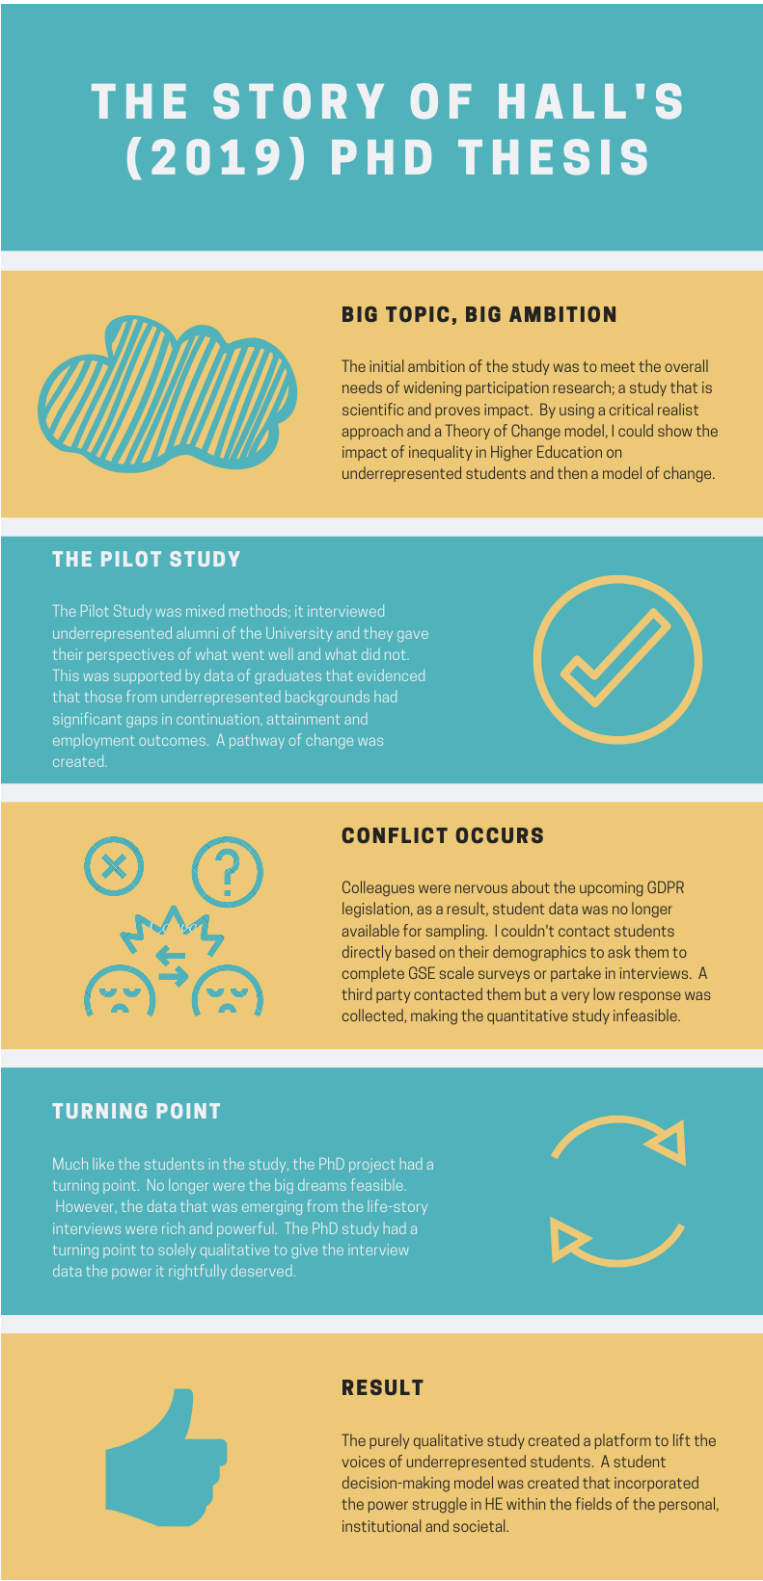 THE STORY OF HALL'S
(2019) PHD THESIS
BIG TOPIC, BIG AMBITION
The initial ambition of the study was to meet the overall
needs of widening participation research; a study that is
scientific and proves impact. By using a critical realist
approach and a Theory of Change model, I could show the
impact of inequality in Higher Education on
underrepresented students and then a model of change.
THE PILOT STUDY
The Pilot Study was mixed methods; it interviewed
underrepresented alumni of the University and they gave
their perspectives of what went well and what did not.
This was supported by data of graduates that evidenced
that those from underrepresented backgrounds had
significant gaps in continuation, attainment and
employment outcomes. A pathway of change was
created.
CONFLICT OCCURS
Colleagues were nervous about the upcoming GDPR
legislation, as a result, student data was no longer
available for sampling. I couldn't contact students
directly based on their demographics to ask them to
complete GSE scale surveys or partake in interviews. A
third party contacted them but a very low response was
collected, making the quantitative study infeasible.
TURNING POINT
Much like the students in the study, the PhD project had a
turning point. No longer were the big dreams feasible.
However, the data that was emerging from the life-story
interviews were rich and powerful. The PhD study had a
turning point to solely qualitative to give the interview
data the power it rightfully deserved.
RESULT
The purely qualitative study created a platform to lift the
voices of underrepresented students. A student
decision-making model was created that incorporated
the power struggle in HE within the fields of the personal,
institutional and societal.